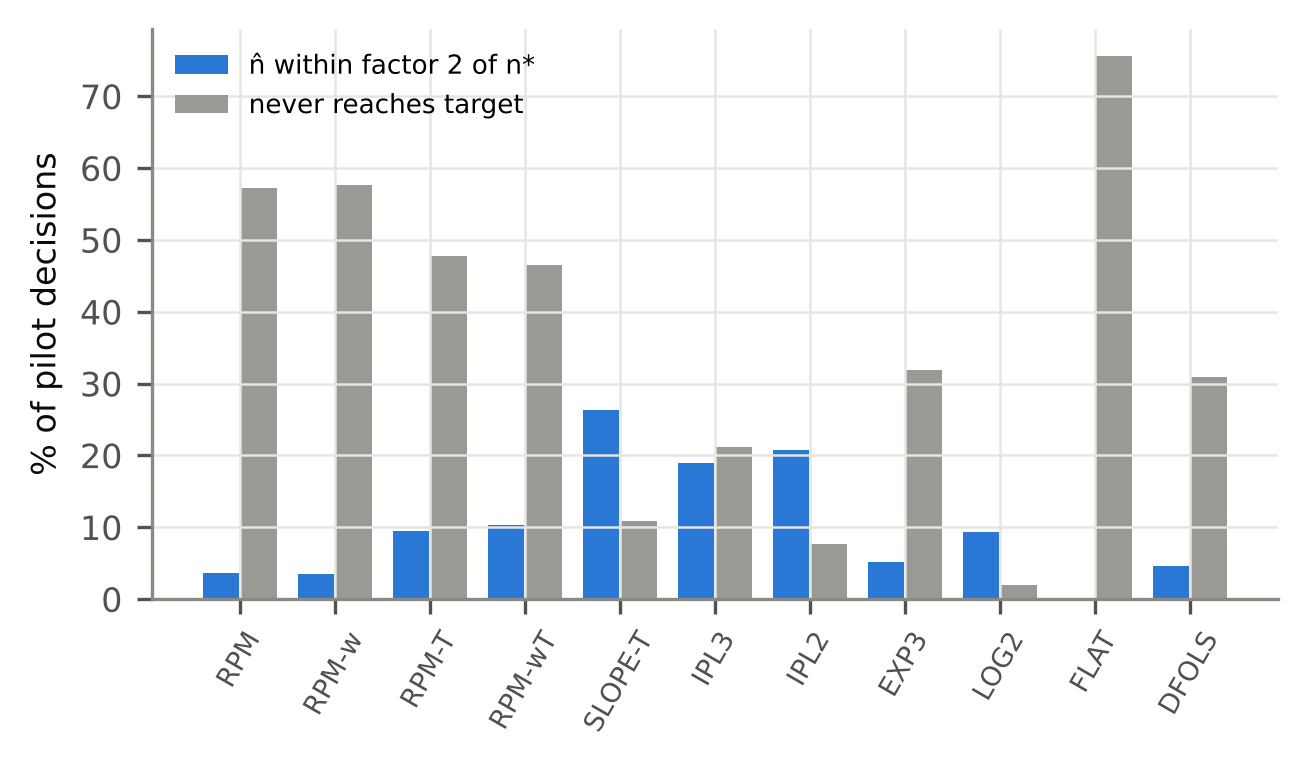 n̂ within factor 2 of n*
never reaches target
% of pilot decisions
70
60
50
40
30
20
10
0
RPM
RPM-w
RPM-T
RPM-wT
SLOPE-T
IPL3
IPL2
EXP3
LOG2
FLAT
DFOLS